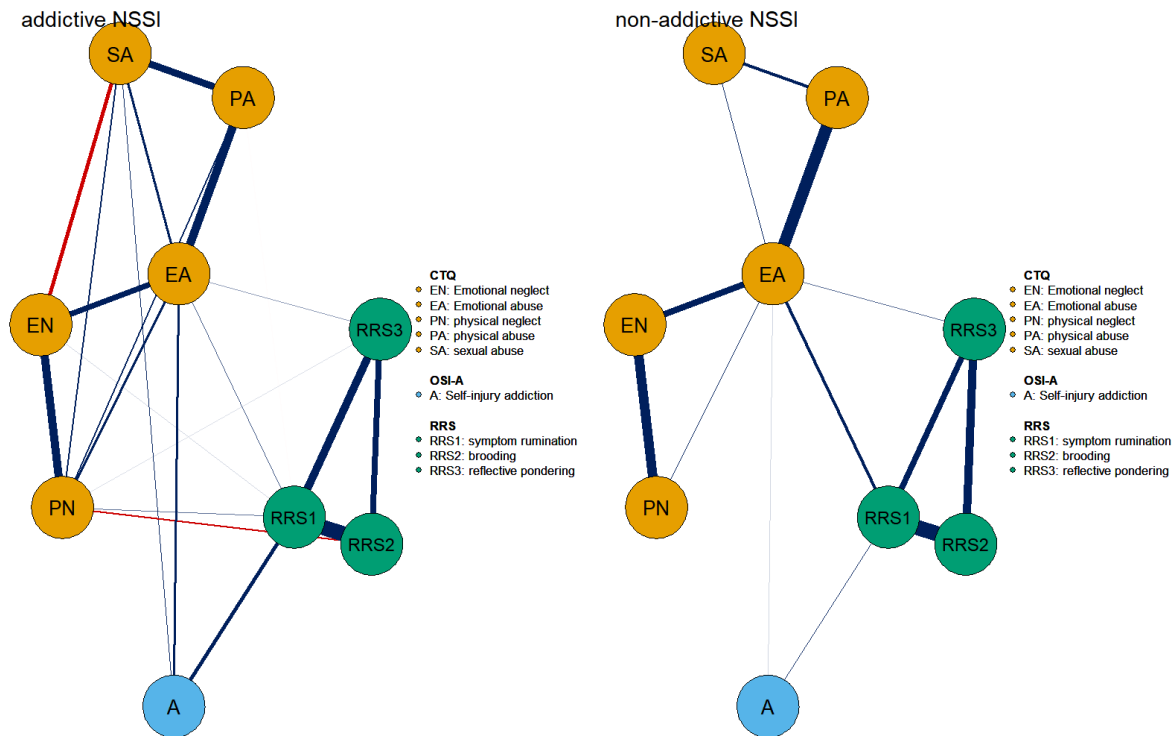 addictive NSSI
SA
PA
EA
EN
RRS3
PN
RRS1
RRS2
A
CTQ
EN: Emotional neglect
EA: Emotional abuse
PN: physical neglect
PA: physical abuse
SA: sexual abuse
OSI-A
A: Self-injury addiction
RRS
RRS1: symptom rumination
RRS2: brooding
RRS3: reflective pondering
non-addictive NSSI
SA
PA
EA
EN
RRS3
PN
RRS1
RRS2
A
CTQ
EN: Emotional neglect
EA: Emotional abuse
PN: physical neglect
PA: physical abuse
SA: sexual abuse
OSI-A
A: Self-injury addiction
RRS
RRS1: symptom rumination
RRS2: brooding
RRS3: reflective pondering